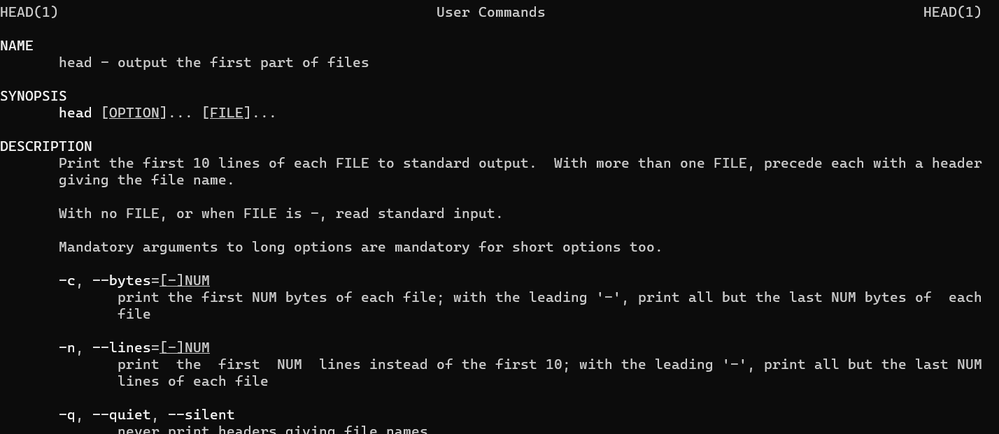 HEAD(1) User Commands HEAD(1)
NAME
head - output the first part of files
SYNOPSIS
head [OPTION]... [FILE]...
DESCRIPTION
Print the first 10 lines of each FILE to standard output. With more than one FILE, precede each with a header
giving the file name.
With no FILE, or when FILE is -, read standard input.
Mandatory arguments to long options are mandatory for short options too.
-c, --bytes=[-]NUM
print the first NUM bytes of each file; with the leading '-', print all but the last NUM bytes of each
file
-n, --lines=[-]NUM
print the first NUM lines instead of the first 10; with the leading '-', print all but the last NUM
lines of each file
-q, --quiet, --silent
never print headers giving file names